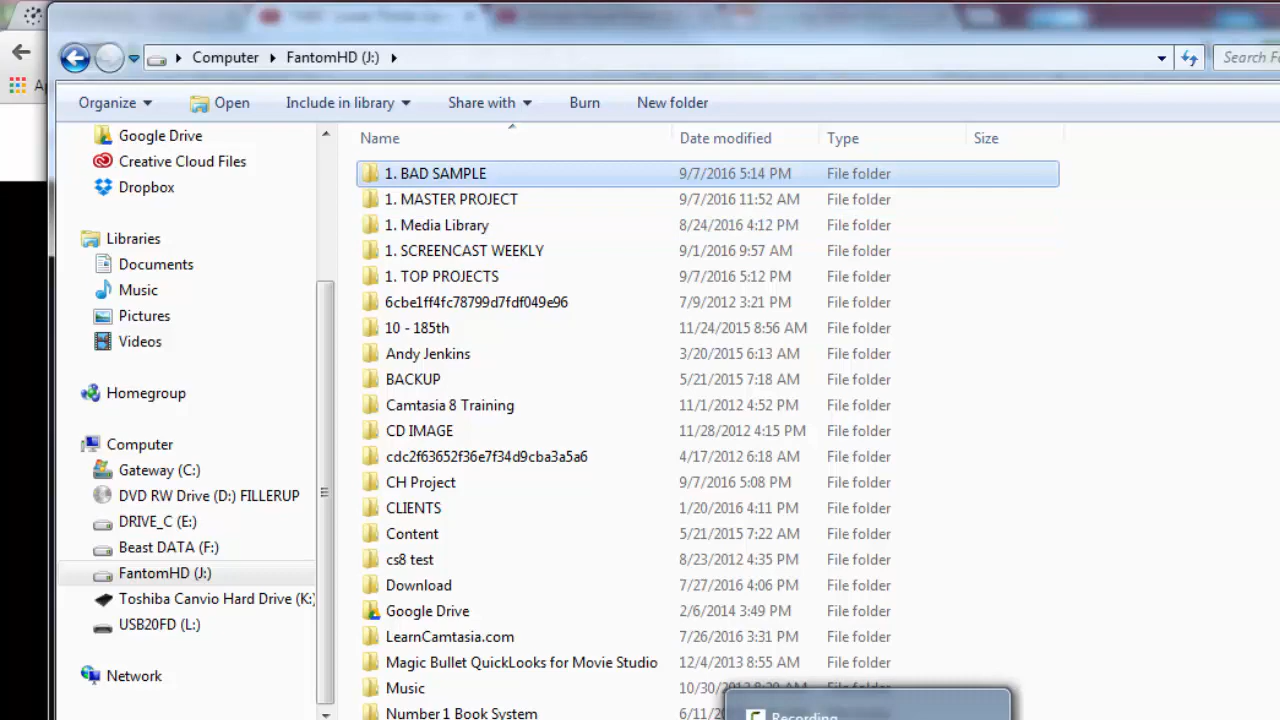 Computer FantomHD (J:) Search F
Organize Open Include in library Share with Burn New folder
Name Date modified Type Size
Google Drive
Creative Cloud Files
Dropbox
Libraries
Documents
Music
Pictures
Videos
Homegroup
Computer
Gateway (C:)
DVD RW Drive (D:) FILLERUP
DRIVE_C (E:)
Beast DATA (F:)
FantomHD (J:)
Toshiba Canvio Hard Drive (K:)
USB20FD (L:)
Network
1. BAD SAMPLE 9/7/2016 5:14 PM File folder
1. MASTER PROJECT 9/7/2016 11:52 AM File folder
1. Media Library 8/24/2016 4:12 PM File folder
1. SCREENCAST WEEKLY 9/1/2016 9:57 AM File folder
1. TOP PROJECTS 9/7/2016 5:12 PM File folder
6cbe1ff4fc78799d7fdf049e96 7/9/2012 3:21 PM File folder
10 - 185th 11/24/2015 8:56 AM File folder
Andy Jenkins 3/20/2015 6:13 AM File folder
BACKUP 5/21/2015 7:18 AM File folder
Camtasia 8 Training 11/1/2012 4:52 PM File folder
CD IMAGE 11/28/2012 4:15 PM File folder
cdc2f63652f36e7f34d9cba3a5a6 4/17/2012 6:18 AM File folder
CH Project 9/7/2016 5:08 PM File folder
CLIENTS 1/20/2016 4:11 PM File folder
Content 5/21/2015 7:22 AM File folder
cs8 test 8/23/2012 4:35 PM File folder
Download 7/27/2016 4:06 PM File folder
Google Drive 2/6/2014 3:49 PM File folder
LearnCamtasia.com 7/26/2016 3:31 PM File folder
Magic Bullet QuickLooks for Movie Studio 12/4/2013 8:55 AM File folder
Music 10/30/2013 8:20 AM File folder
Number 1 Book System 6/11/
Recording